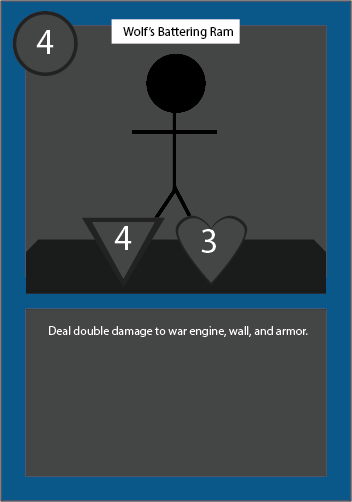 4
Wolf's Battering Ram
4
3
Deal double damage to war engine, wall, and armor.